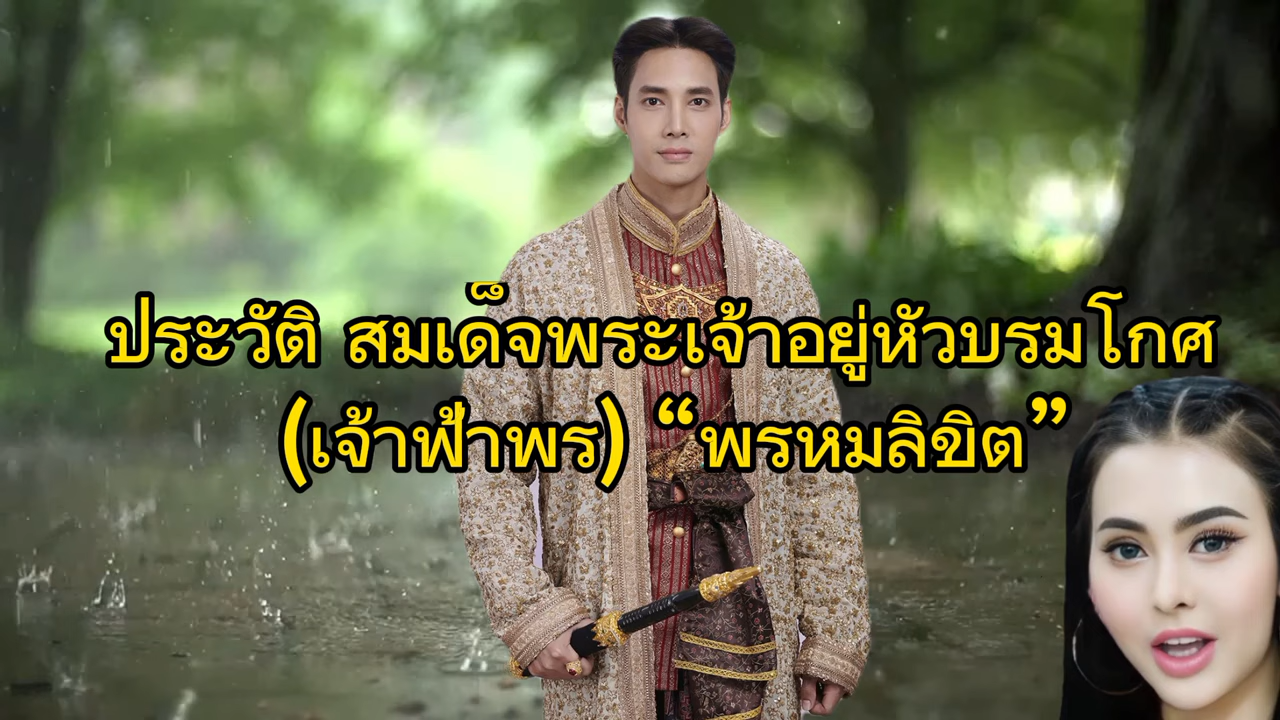 ประวัติ สมเด็จพระเจ้าอยู่หัวบรมโกศ
(เจ้าฟ้าพร) “พรหมลิขิต”